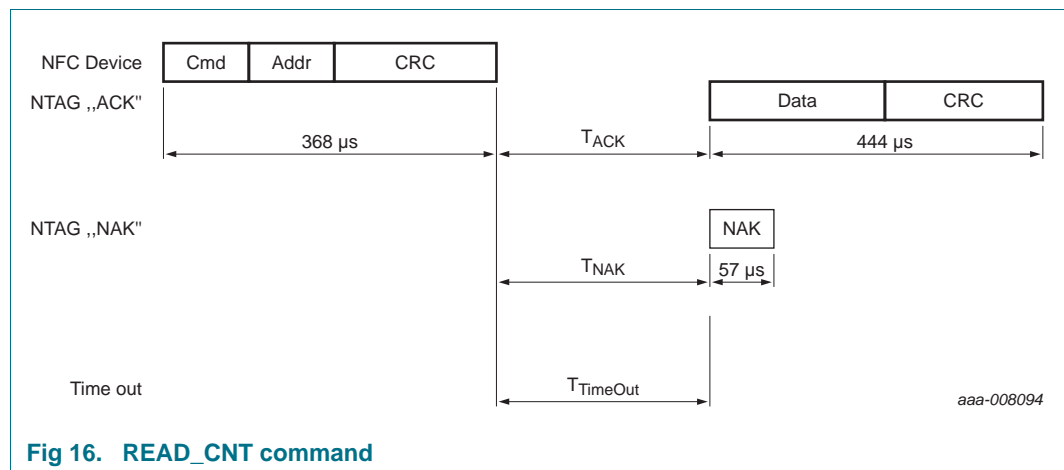 NFC Device Cmd Addr CRC
NTAG ,,ACK" Data CRC
368 µs TACK 444 µs
NTAG ,,NAK" NAK
TNAK 57 µs
Time out TTimeOut
aaa-008094
Fig 16. READ_CNT command